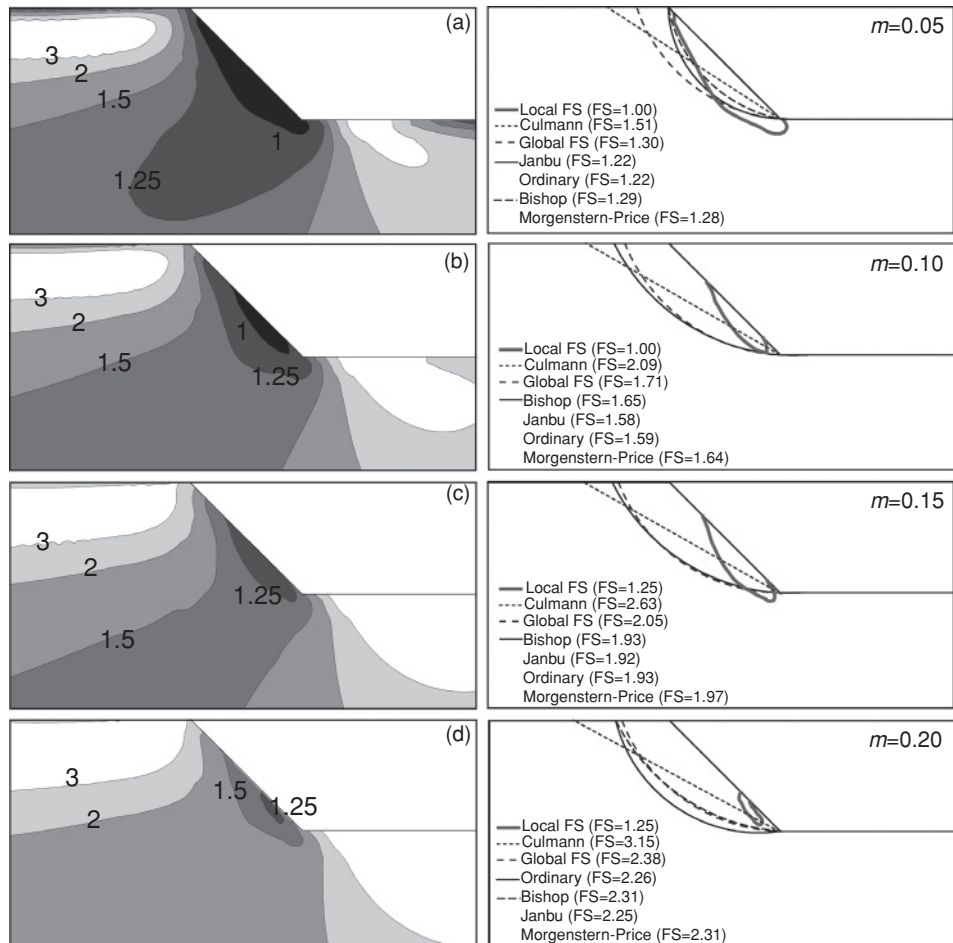 (a)
3
2
1.5
1
1.25
m=0.05
Local FS (FS=1.00)
Culmann (FS=1.51)
Global FS (FS=1.30)
Janbu (FS=1.22)
Ordinary (FS=1.22)
Bishop (FS=1.29)
Morgenstern-Price (FS=1.28)
(b)
3
2
1
1.5
1.25
m=0.10
Local FS (FS=1.00)
Culmann (FS=2.09)
Global FS (FS=1.71)
Bishop (FS=1.65)
Janbu (FS=1.58)
Ordinary (FS=1.59)
Morgenstern-Price (FS=1.64)
(c)
3
2
1.25
1.5
m=0.15
Local FS (FS=1.25)
Culmann (FS=2.63)
Global FS (FS=2.05)
Bishop (FS=1.93)
Janbu (FS=1.92)
Ordinary (FS=1.93)
Morgenstern-Price (FS=1.97)
(d)
3
1.5
1.25
2
m=0.20
Local FS (FS=1.25)
Culmann (FS=3.15)
Global FS (FS=2.38)
Ordinary (FS=2.26)
Bishop (FS=2.31)
Janbu (FS=2.25)
Morgenstern-Price (FS=2.31)